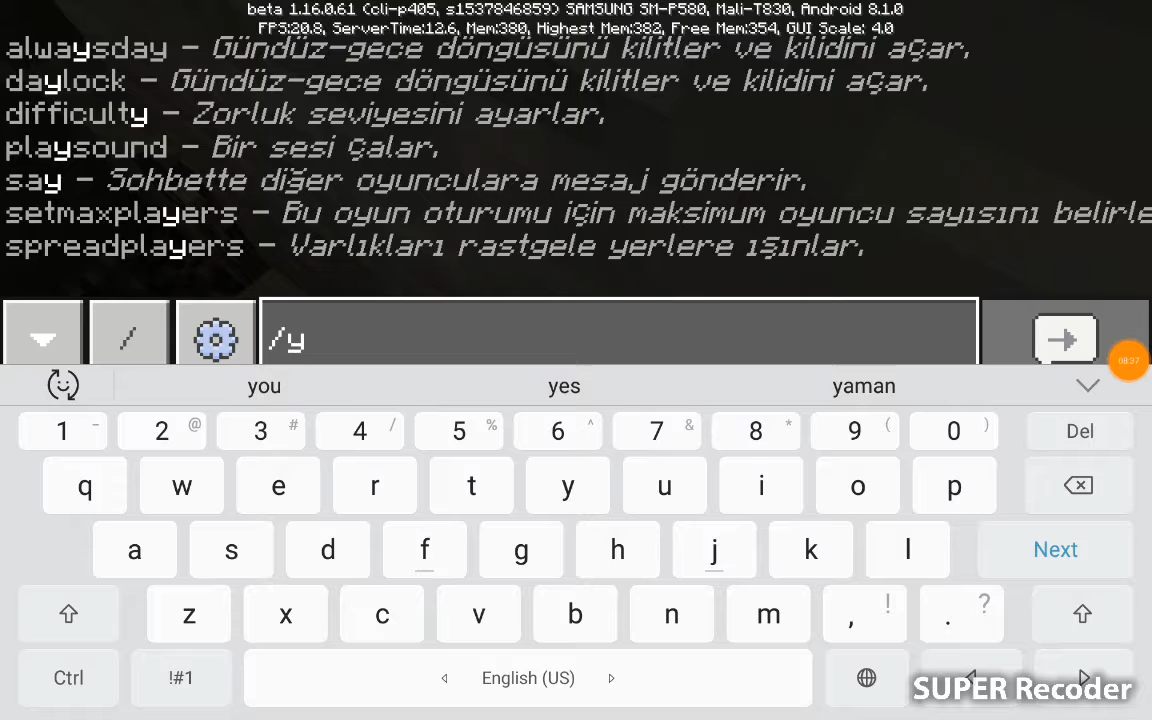 beta 1.16.0.61 (cli-p405, s1537846859) SAMSUNG SM-P580, Mali-T830, Android 8.1.0
FPS:20.8, ServerTime:12.6, Mem:380, Highest Mem:382, Free Mem:354, GUI Scale: 4.0
alwaysday – Gündüz-gece döngüsünü kilitler ve kilidini açar.
daylock – Gündüz-gece döngüsünü kilitler ve kilidini açar.
difficulty – Zorluk seviyesini ayarlar.
playsound – Bir sesi çalar.
say – Sohbette diğer oyunculara mesaj gönderir.
setmaxplayers – Bu oyun oturumu için maksimum oyuncu sayısını belirle
spreadplayers – Varlıkları rastgele yerlere ışınlar.
/ /y
08:37
you yes yaman
1 - 2 @ 3 # 4 / 5 % 6 ^ 7 & 8 * 9 ( 0 ) Del
q w e r t y u i o p
a s d f g h j k l Next
z x c v b n m , ! . ?
Ctrl !#1 English (US)
SUPER Recoder